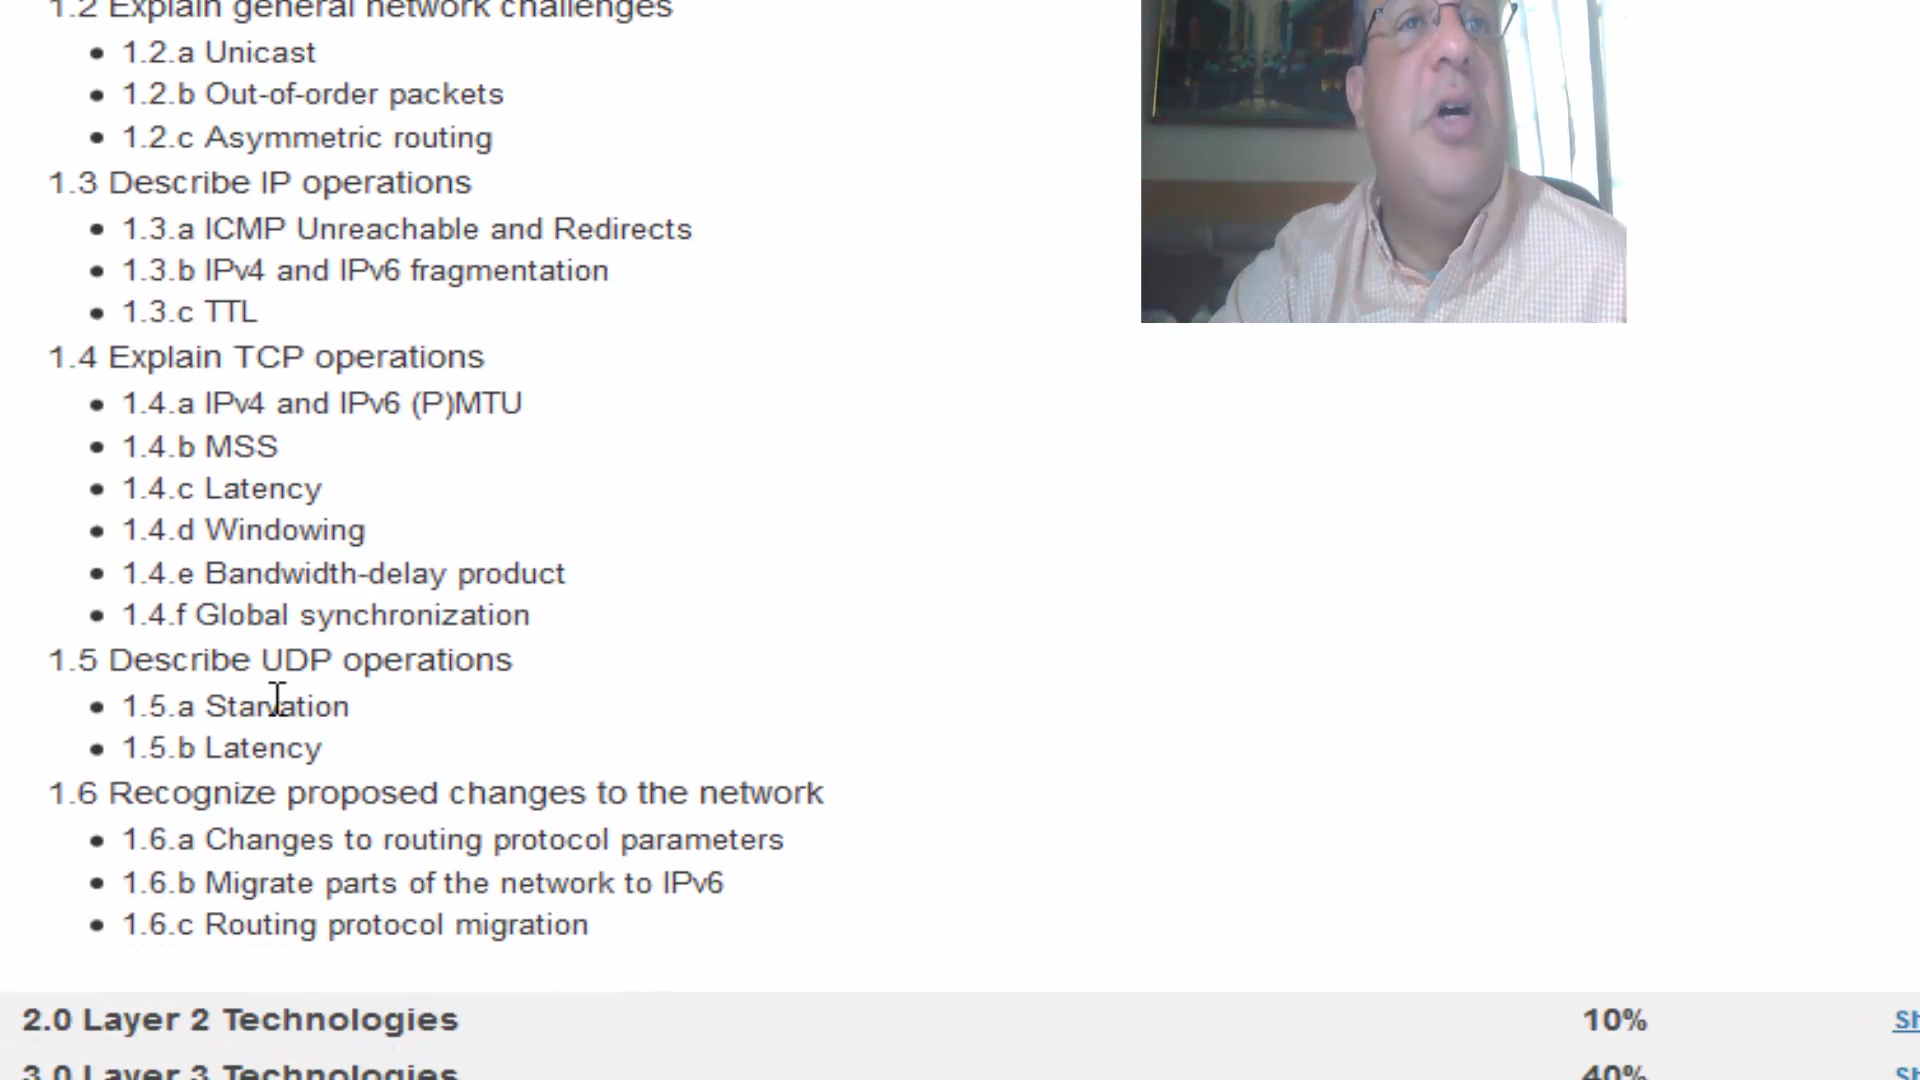 1.2 Explain general network challenges
1.2.a Unicast
1.2.b Out-of-order packets
1.2.c Asymmetric routing
1.3 Describe IP operations
1.3.a ICMP Unreachable and Redirects
1.3.b IPv4 and IPv6 fragmentation
1.3.c TTL
1.4 Explain TCP operations
1.4.a IPv4 and IPv6 (P)MTU
1.4.b MSS
1.4.c Latency
1.4.d Windowing
1.4.e Bandwidth-delay product
1.4.f Global synchronization
1.5 Describe UDP operations
1.5.a Starvation
1.5.b Latency
1.6 Recognize proposed changes to the network
1.6.a Changes to routing protocol parameters
1.6.b Migrate parts of the network to IPv6
1.6.c Routing protocol migration
2.0 Layer 2 Technologies 10% Sh
3.0 Layer 3 Technologies 40% Sh